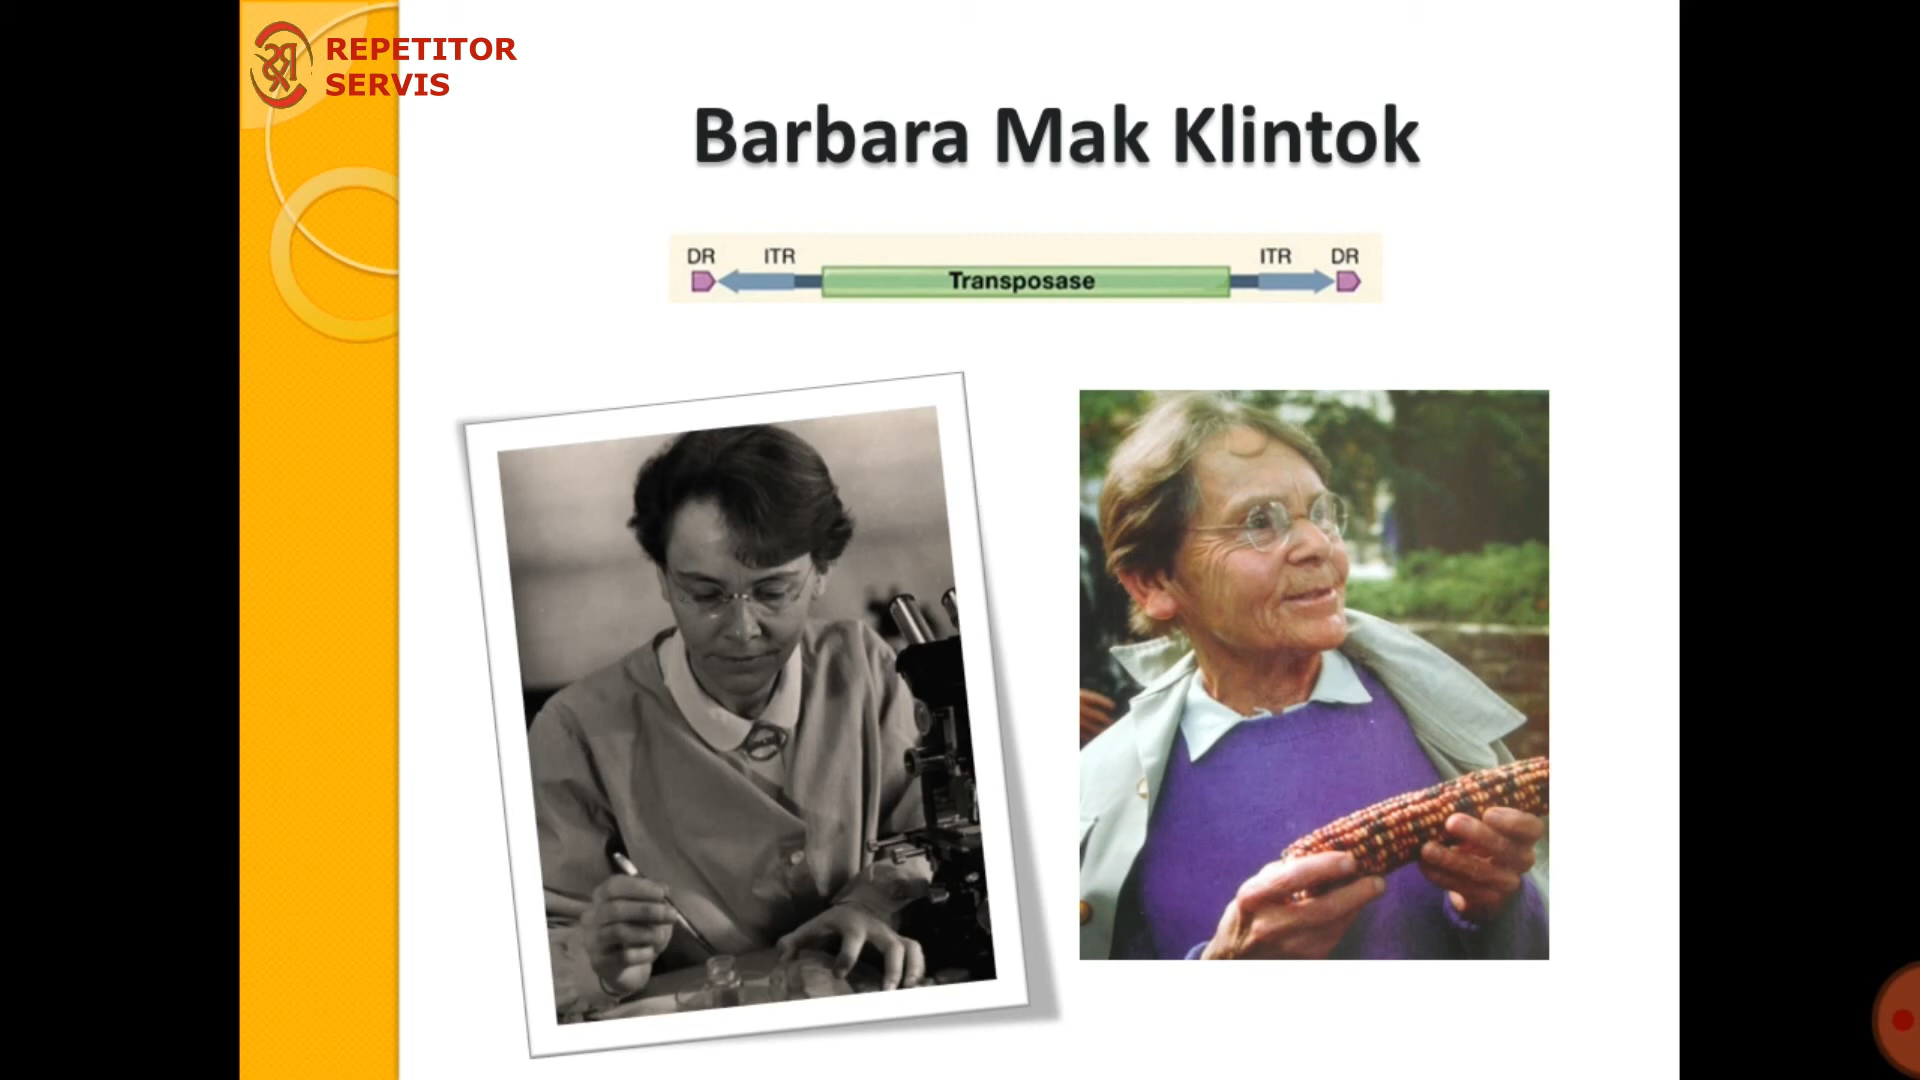 REPETITOR
SERVIS
Barbara Mak Klintok
DR ITR ITR DR
Transposase